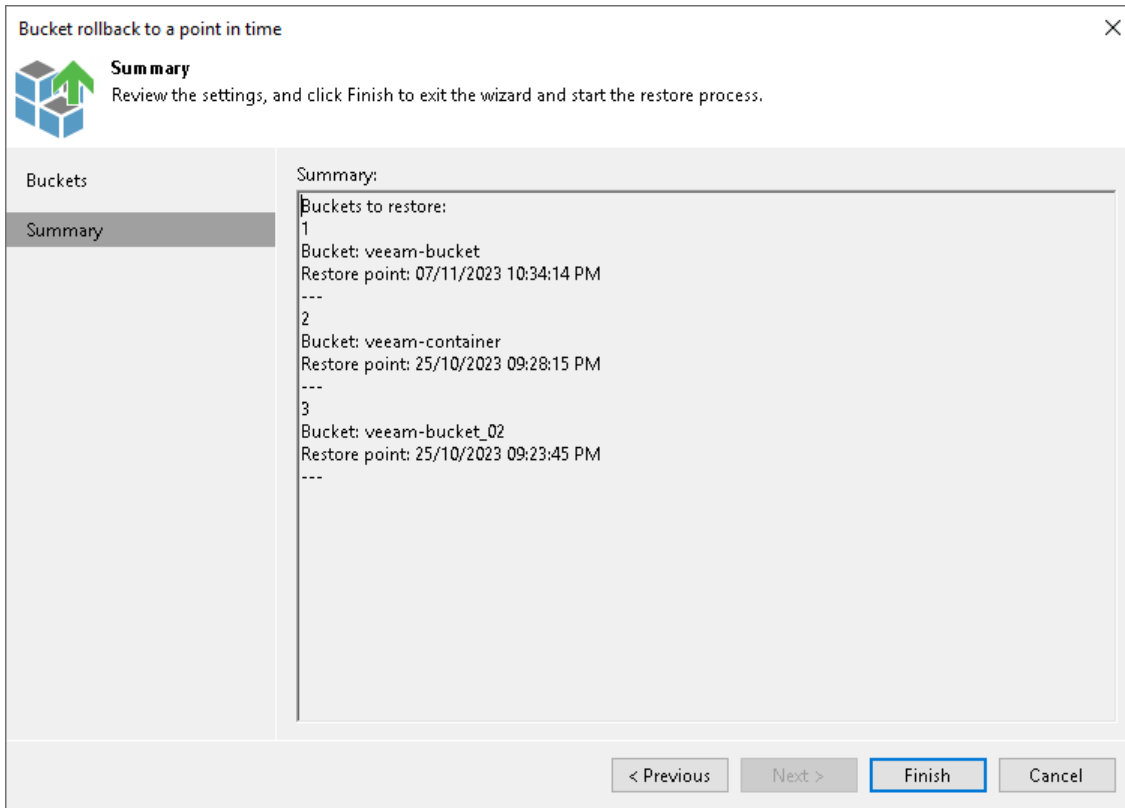 Bucket rollback to a point in time
Summary
Review the settings, and click Finish to exit the wizard and start the restore process.
Buckets
Summary
Summary:
Buckets to restore:
1
Bucket: veeam-bucket
Restore point: 07/11/2023 10:34:14 PM
---
2
Bucket: veeam-container
Restore point: 25/10/2023 09:28:15 PM
---
3
Bucket: veeam-bucket_02
Restore point: 25/10/2023 09:23:45 PM
---
< Previous
Next >
Finish
Cancel